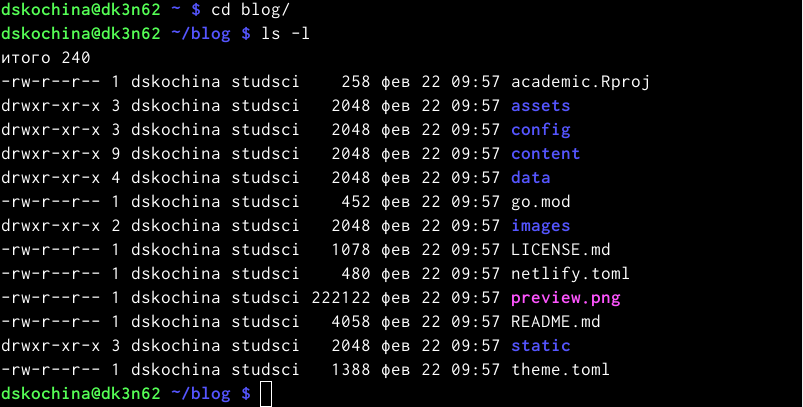 dskochina@dk3n62 ~ $ cd blog/
dskochina@dk3n62 ~/blog $ ls -l
итого 240
-rw-r--r-- 1 dskochina studsci    258 фев 22 09:57 academic.Rproj
drwxr-xr-x 3 dskochina studsci   2048 фев 22 09:57 assets
drwxr-xr-x 3 dskochina studsci   2048 фев 22 09:57 config
drwxr-xr-x 9 dskochina studsci   2048 фев 22 09:57 content
drwxr-xr-x 4 dskochina studsci   2048 фев 22 09:57 data
-rw-r--r-- 1 dskochina studsci    452 фев 22 09:57 go.mod
drwxr-xr-x 2 dskochina studsci   2048 фев 22 09:57 images
-rw-r--r-- 1 dskochina studsci   1078 фев 22 09:57 LICENSE.md
-rw-r--r-- 1 dskochina studsci    480 фев 22 09:57 netlify.toml
-rw-r--r-- 1 dskochina studsci 222122 фев 22 09:57 preview.png
-rw-r--r-- 1 dskochina studsci   4058 фев 22 09:57 README.md
drwxr-xr-x 3 dskochina studsci   2048 фев 22 09:57 static
-rw-r--r-- 1 dskochina studsci   1388 фев 22 09:57 theme.toml
dskochina@dk3n62 ~/blog $